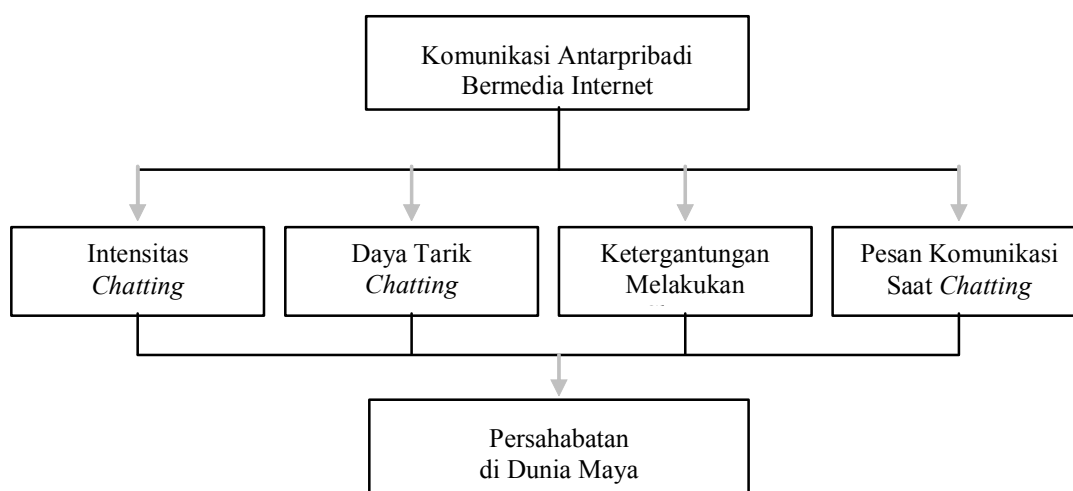 Komunikasi Antarpribadi
Bermedia Internet
Intensitas
Chatting
Daya Tarik
Chatting
Ketergantungan
Melakukan
Pesan Komunikasi
Saat Chatting
Persahabatan
di Dunia Maya